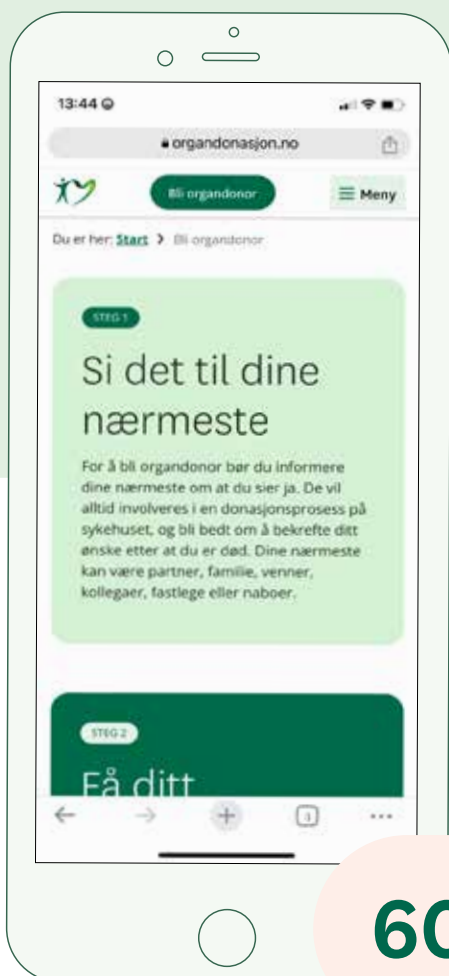 13:44
organdonasjon.no
Bli organdonor
Meny
Du er her: Start > Bli organdonor
STEG 1
Si det til dine
nærmeste
For å bli organdonor bør du informere
dine nærmeste om at du sier ja. De vil
alltid involveres i en donasjonsprosess på
sykehuset, og bli bedt om å bekrefte ditt
ønske etter at du er død. Dine nærmeste
kan være partner, familie, venner,
kollegaer, fastlege eller naboer.
STEG 2
Få ditt
60